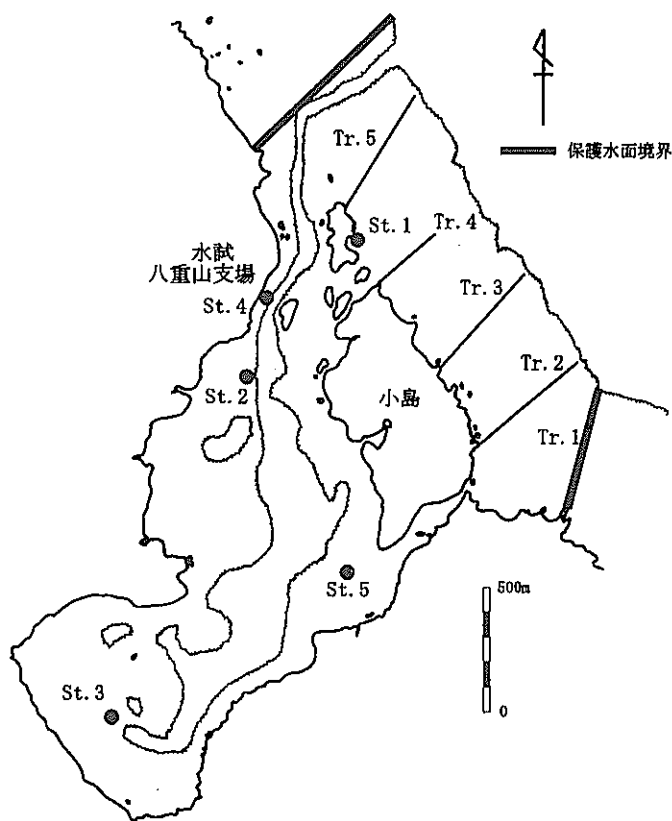 Tr.5
保護水面境界
St.1
Tr.4
水試
八重山支場
St.4
Tr.3
Tr.2
St.2
小島
Tr.1
St.5
500m
St.3
0